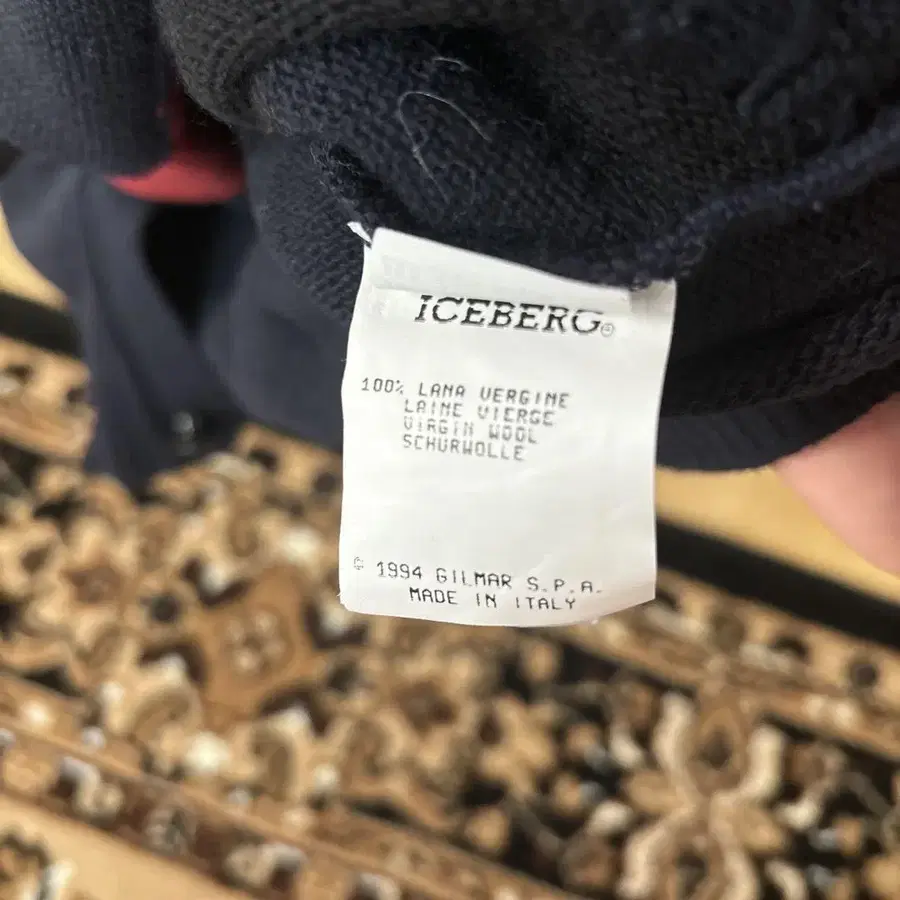 ICEBERG®
100% LANA VERGINE
LAINE VIERGE
VIRGIN WOOL
SCHURWOLLE
© 1994 GILMAR S.P.A.
MADE IN ITALY